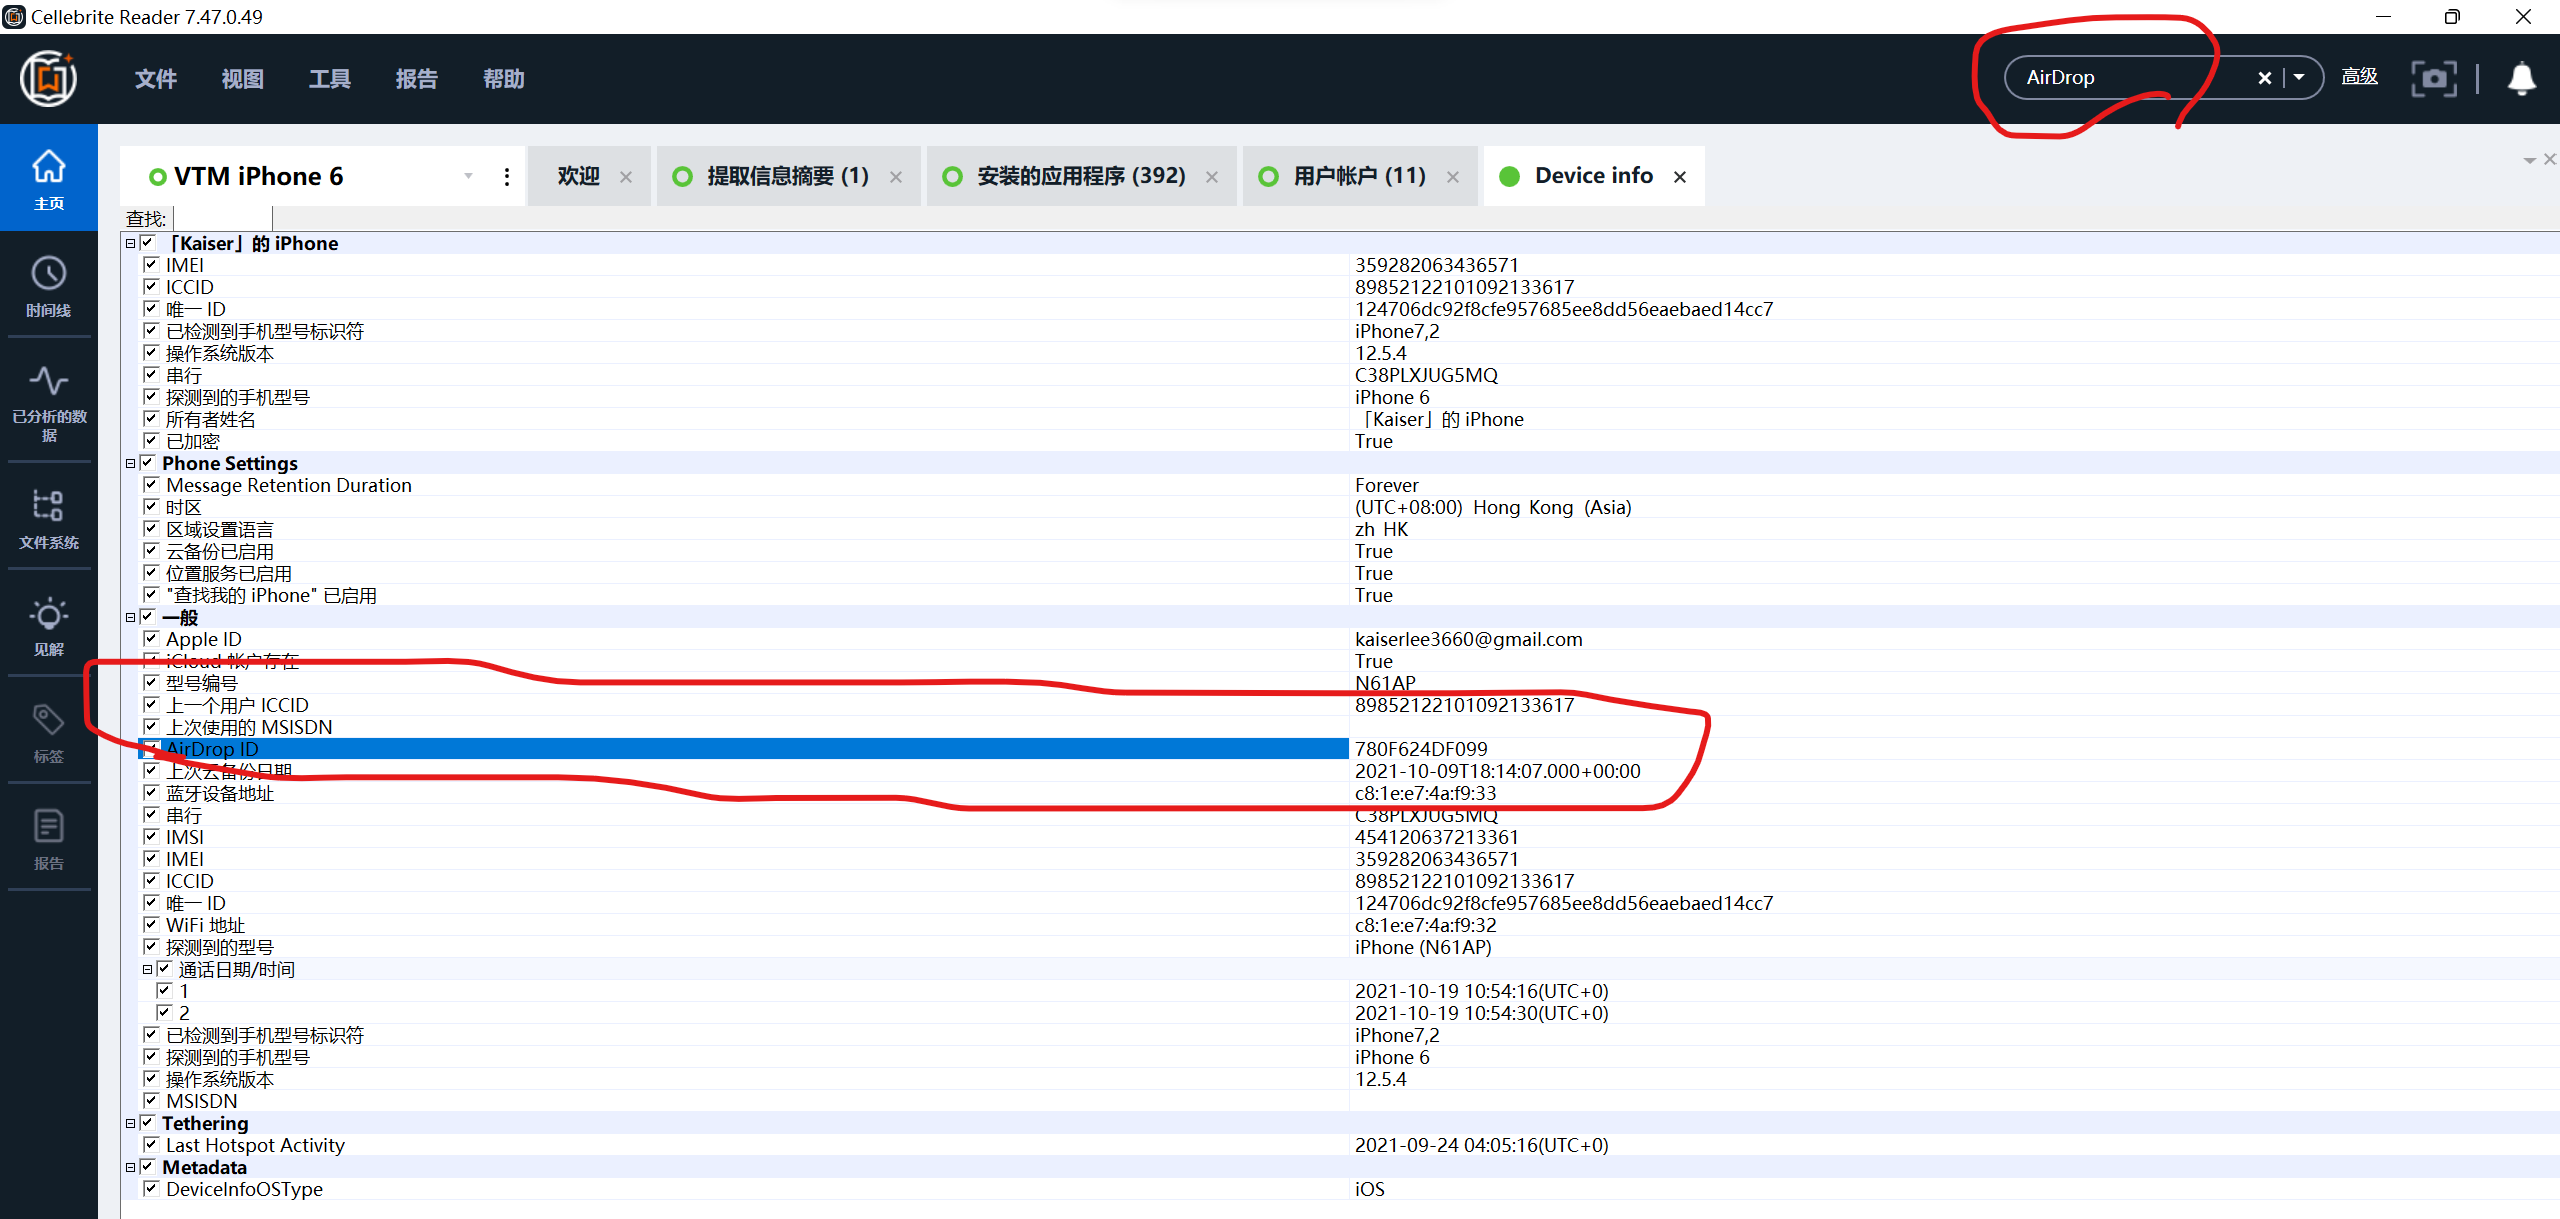 Cellebrite Reader 7.47.0.49
文件 视图 工具 报告 帮助
AirDrop
高级
主页
时间线
已分析的数据
文件系统
见解
标签
报告
VTM iPhone 6
欢迎
提取信息摘要 (1)
安装的应用程序 (392)
用户帐户 (11)
Device info
查找:
「Kaiser」的 iPhone
IMEI 359282063436571
ICCID 89852122101092133617
唯一 ID 124706dc92f8cfe957685ee8dd56eaebaed14cc7
已检测到手机型号标识符 iPhone7,2
操作系统版本 12.5.4
串行 C38PLXJUG5MQ
探测到的手机型号 iPhone 6
所有者姓名 「Kaiser」的 iPhone
已加密 True
Phone Settings
Message Retention Duration Forever
时区 (UTC+08:00) Hong Kong (Asia)
区域设置语言 zh HK
云备份已启用 True
位置服务已启用 True
"查找我的 iPhone" 已启用 True
一般
Apple ID kaiserlee3660@gmail.com
iCloud 帐户存在 True
型号编号 N61AP
上一个用户 ICCID 89852122101092133617
上次使用的 MSISDN
AirDrop ID 780F624DF099
上次云备份日期 2021-10-09T18:14:07.000+00:00
蓝牙设备地址 c8:1e:e7:4a:f9:33
串行 C38PLXJUG5MQ
IMSI 454120637213361
IMEI 359282063436571
ICCID 89852122101092133617
唯一 ID 124706dc92f8cfe957685ee8dd56eaebaed14cc7
WiFi 地址 c8:1e:e7:4a:f9:32
探测到的型号 iPhone (N61AP)
通话日期/时间
1 2021-10-19 10:54:16(UTC+0)
2 2021-10-19 10:54:30(UTC+0)
已检测到手机型号标识符 iPhone7,2
探测到的手机型号 iPhone 6
操作系统版本 12.5.4
MSISDN
Tethering
Last Hotspot Activity 2021-09-24 04:05:16(UTC+0)
Metadata
DeviceInfoOSType iOS